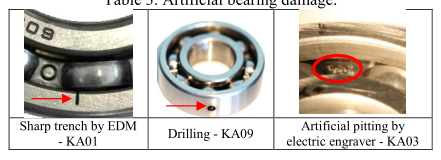 Table 3. Artificial bearing damage.
Sharp trench by EDM
- KA01
Drilling - KA09
Artificial pitting by
electric engraver - KA03